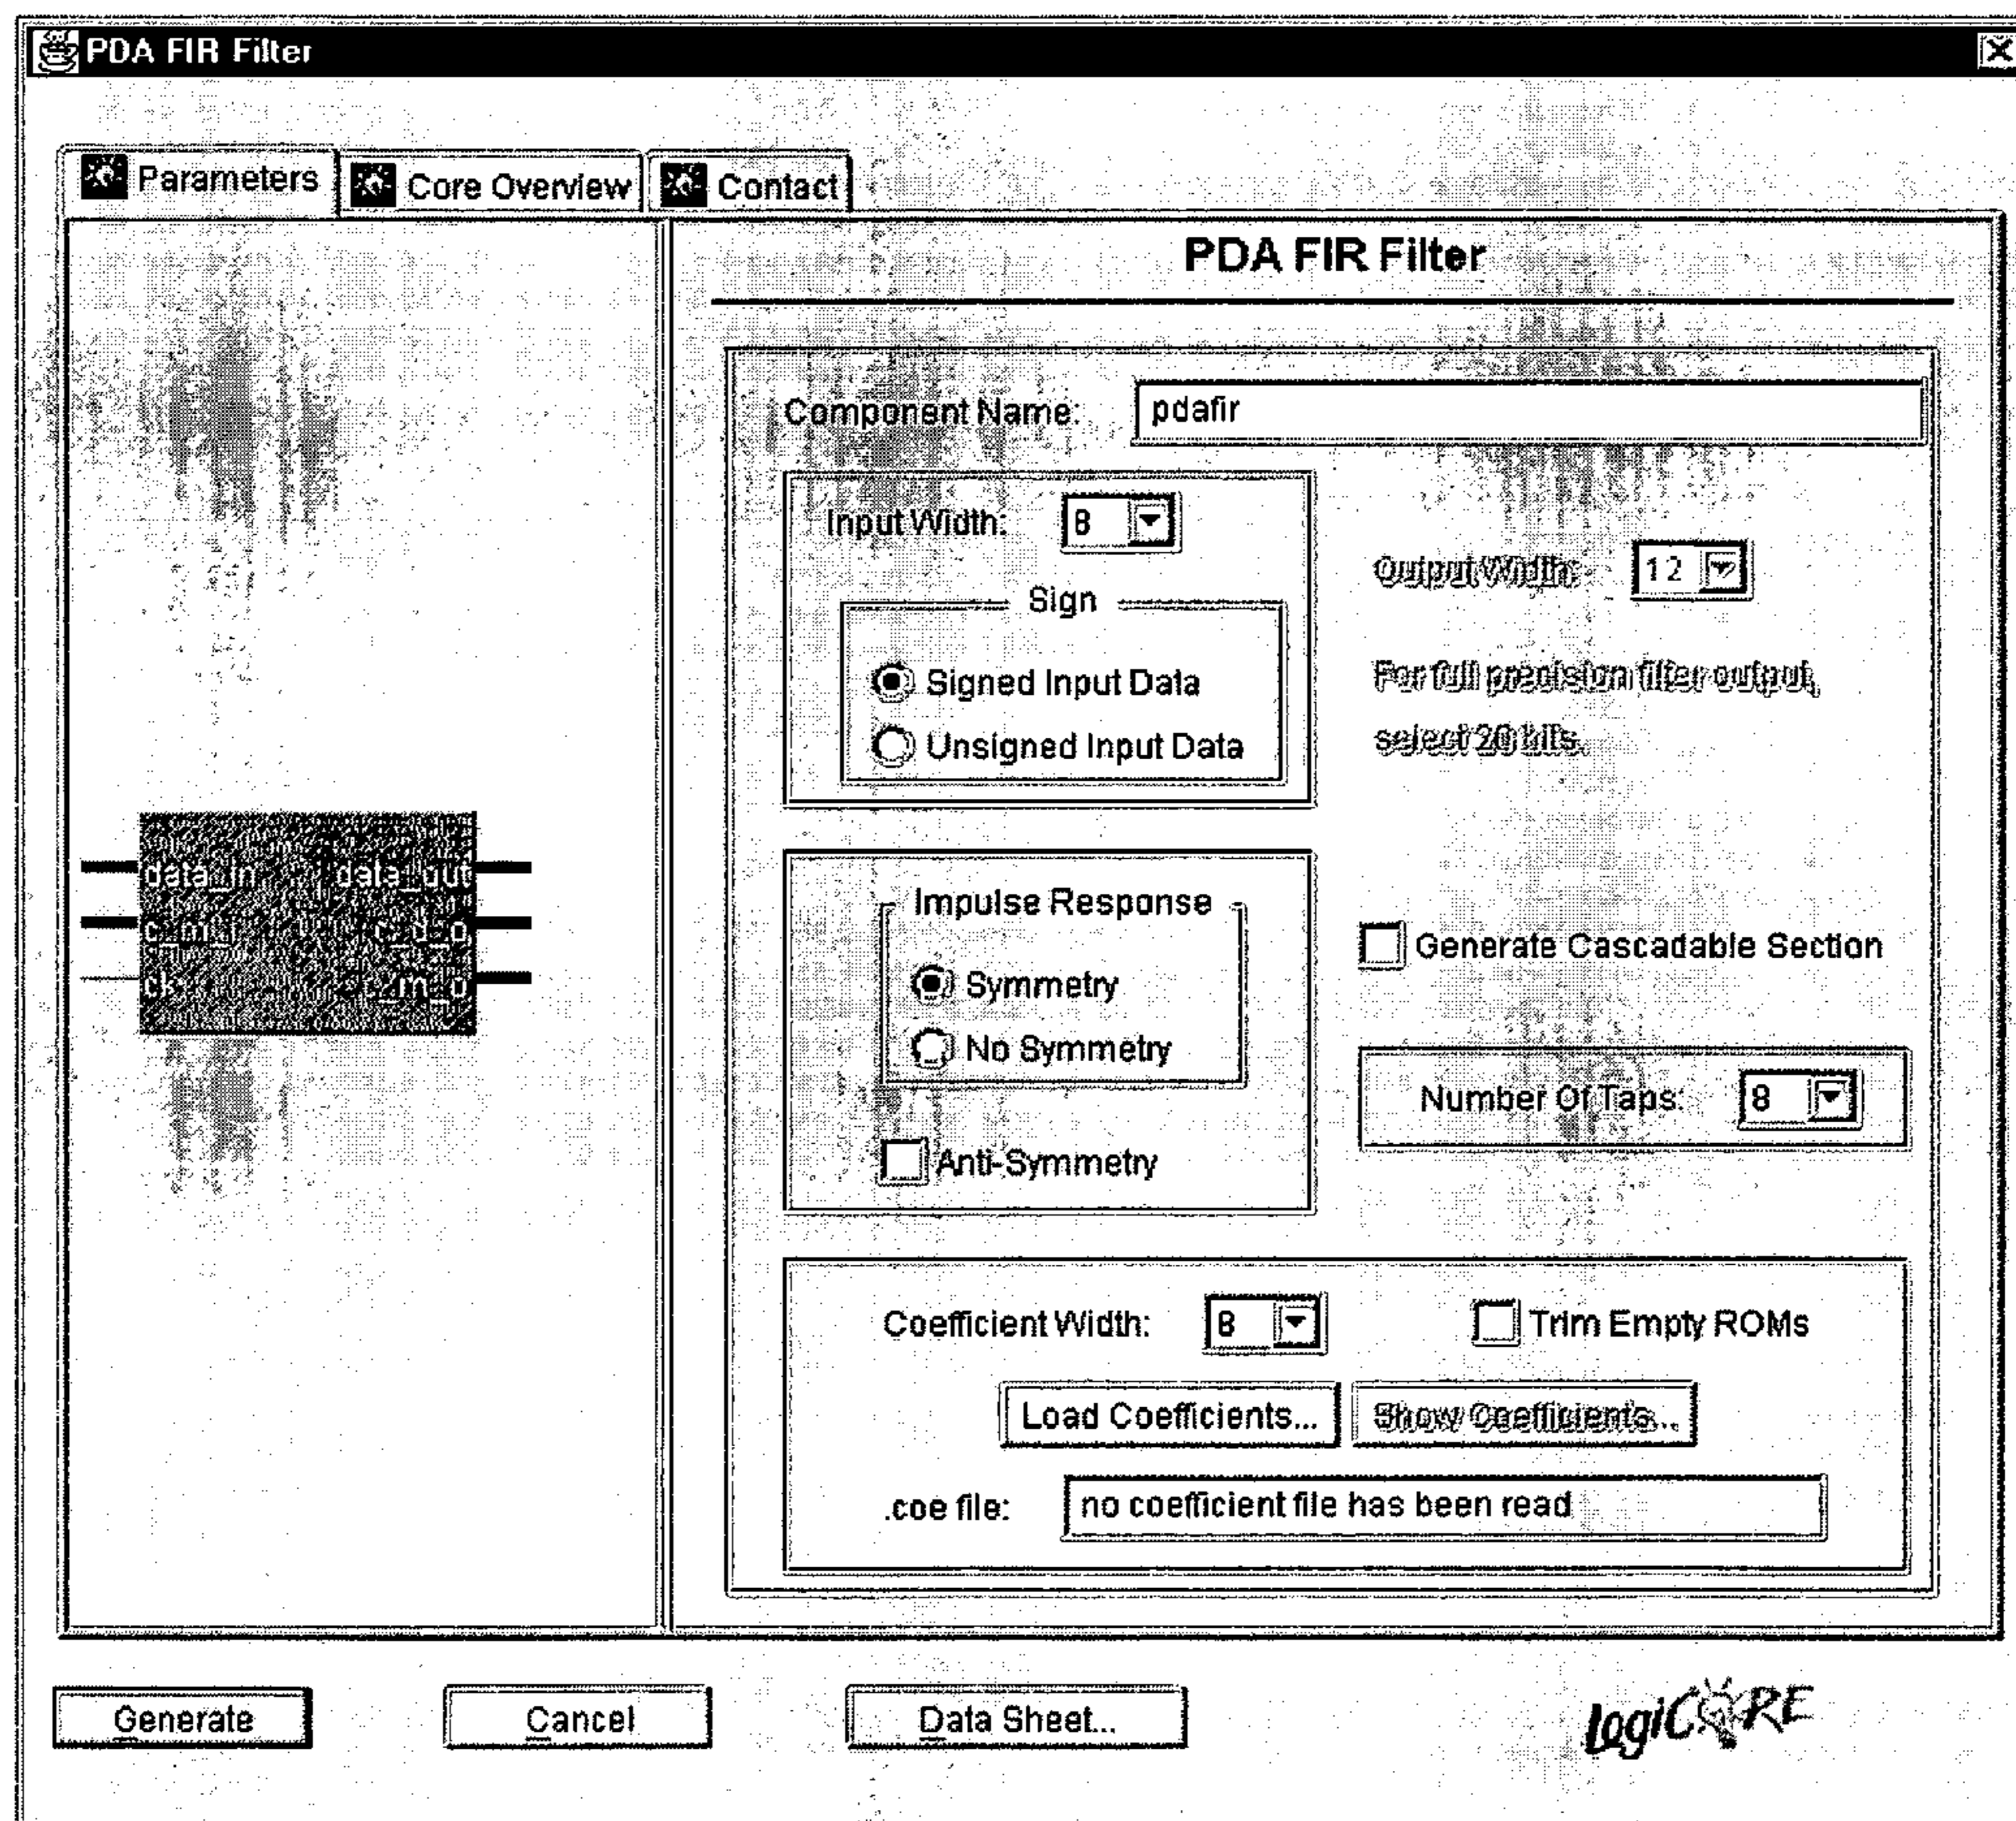 PDA FIR Filter
Parameters
Core Overview
Contact
PDA FIR Filter
Component Name: pdafir
Input Width: 8
Output Width: 12
Sign
Signed Input Data
Unsigned Input Data
For full precision filter output,
select 20 bits.
data_in data_out
c_m_i
Impulse Response
Symmetry
No Symmetry
Anti-Symmetry
Generate Cascadable Section
Number Of Taps: 8
Coefficient Width: 8
Trim Empty ROMs
Load Coefficients...
Show Coefficients...
.coe file: no coefficient file has been read
Generate
Cancel
Data Sheet...
LogiCORE